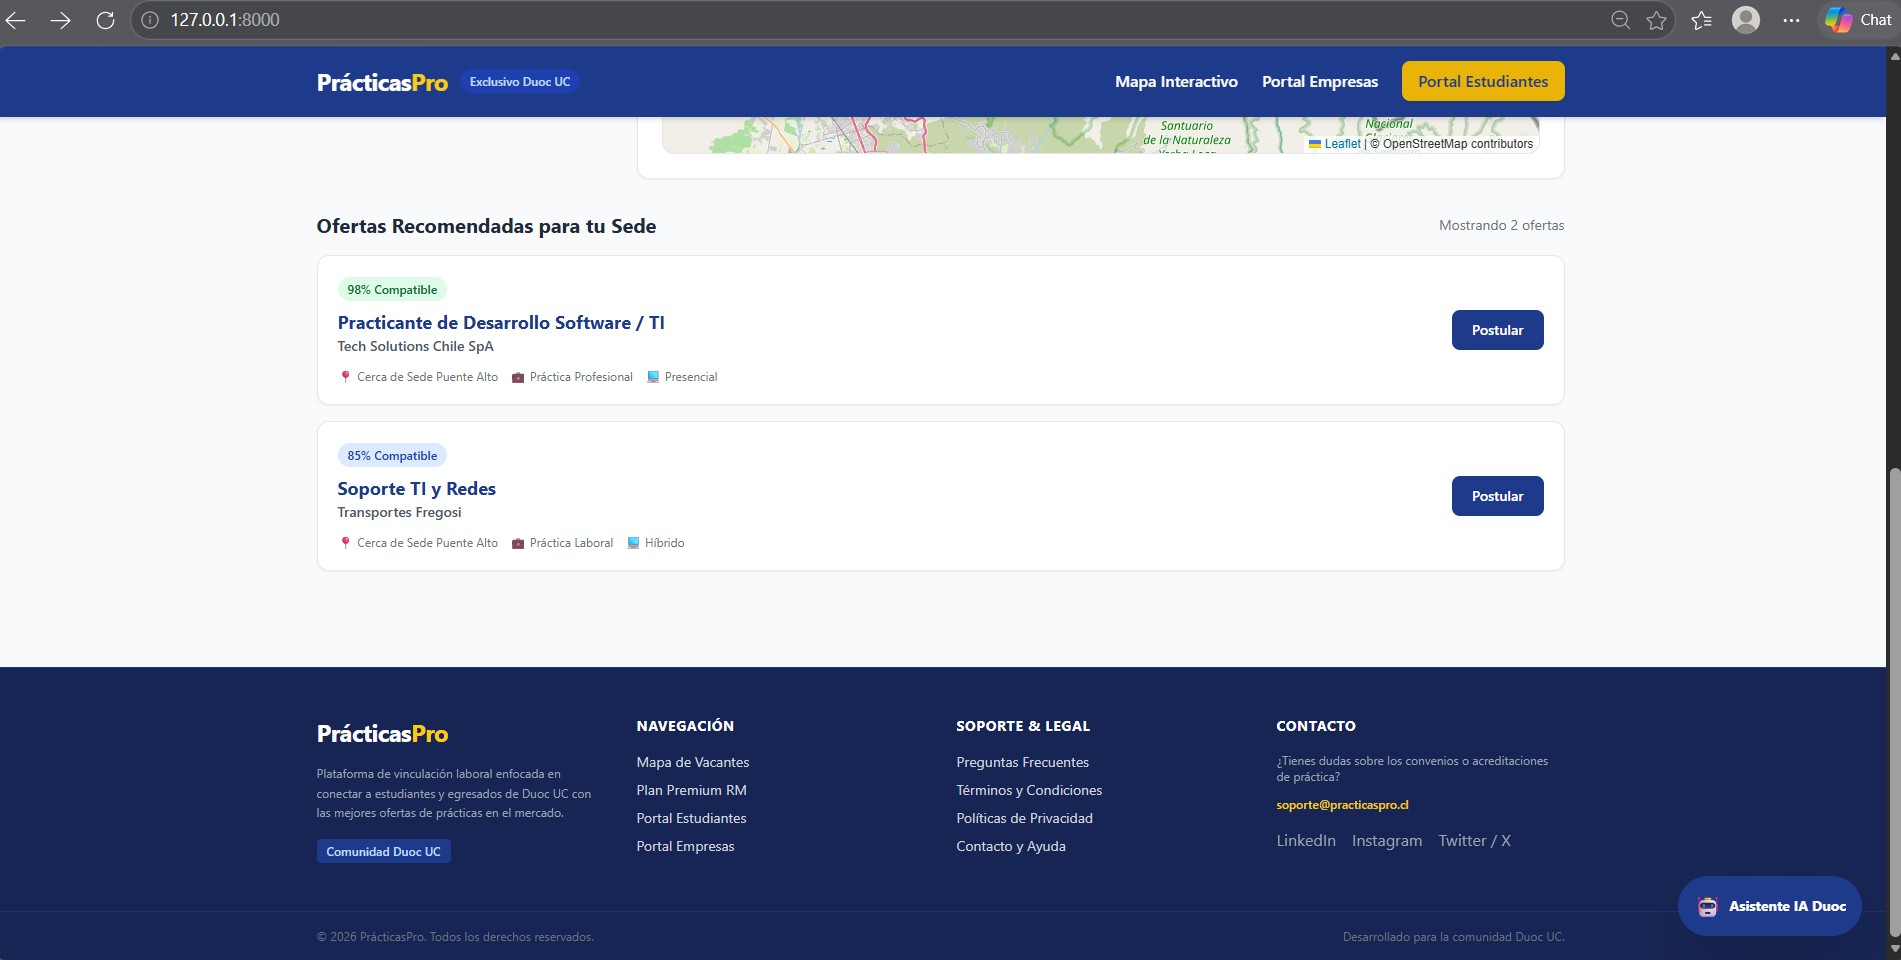 127.0.0.1:8000
Chat
PrácticasPro
Exclusivo Duoc UC
Mapa Interactivo
Portal Empresas
Portal Estudiantes
Santuario
de la Naturaleza
Yerba Loca
Nacional
Leaflet | © OpenStreetMap contributors
Ofertas Recomendadas para tu Sede
Mostrando 2 ofertas
98% Compatible
Practicante de Desarrollo Software / TI
Tech Solutions Chile SpA
Cerca de Sede Puente Alto Práctica Profesional Presencial
Postular
85% Compatible
Soporte TI y Redes
Transportes Fregosi
Cerca de Sede Puente Alto Práctica Laboral Híbrido
Postular
PrácticasPro
Plataforma de vinculación laboral enfocada en
conectar a estudiantes y egresados de Duoc UC con
las mejores ofertas de prácticas en el mercado.
Comunidad Duoc UC
NAVEGACIÓN
Mapa de Vacantes
Plan Premium RM
Portal Estudiantes
Portal Empresas
SOPORTE & LEGAL
Preguntas Frecuentes
Términos y Condiciones
Políticas de Privacidad
Contacto y Ayuda
CONTACTO
¿Tienes dudas sobre los convenios o acreditaciones
de práctica?
soporte@practicaspro.cl
LinkedIn Instagram Twitter / X
Asistente IA Duoc
© 2026 PrácticasPro. Todos los derechos reservados.
Desarrollado para la comunidad Duoc UC.